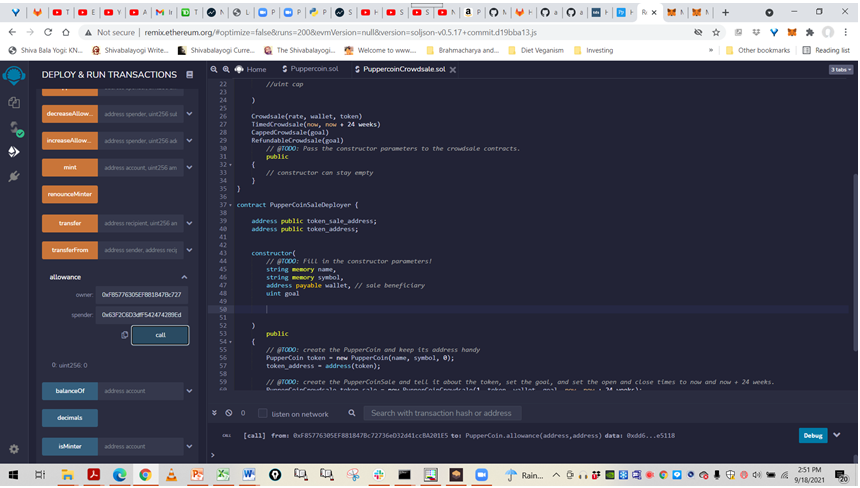 Not secure | remix.ethereum.org/#optimize=false&runs=200&evmVersion=null&version=soljson-v0.5.17+commit.d19bba13.js
Shiva Bala Yogi: KN...
Shivabalayogi Write...
Shivabalayogi Curre...
The Shivabalayogi...
Welcome to www....
Brahmacharya and...
Diet Veganism
Investing
Other bookmarks
Reading list
DEPLOY & RUN TRANSACTIONS
Home
Puppercoin.sol
PuppercoinCrowdsale.sol
3 tabs
decreaseAllow...
address spender, uint256 sul
increaseAllow...
address spender, uint256 ad
mint
address account, uint256 am
renounceMinter
transfer
address recipient, uint256 an
transferFrom
address sender, address recip
allowance
owner:
0xF85776305EF881847Bc727
spender:
call
0: uint256: 0
balanceOf
address account
decimals
isMinter
address account
22 //uint cap
23
24 )
25
26 Crowdsale(rate, wallet, token)
27 TimedCrowdsale(now, now + 24 weeks)
28 CappedCrowdsale(goal)
29 RefundableCrowdsale(goal)
30 // @TODO: Pass the constructor parameters to the crowdsale contracts.
31 public
32 {
33 // constructor can stay empty
34 }
35 }
36
37 contract PupperCoinSaleDeployer {
38
39 address public token_sale_address;
40 address public token_address;
41
42
43 constructor(
44 // @TODO: Fill in the constructor parameters!
45 string memory name,
46 string memory symbol,
47 address payable wallet, // sale beneficiary
48 uint goal
49
50
51
52 )
53 public
54 {
55 // @TODO: create the PupperCoin and keep its address handy
56 PupperCoin token = new PupperCoin(name, symbol, 0);
57 token_address = address(token);
58
59 // @TODO: create the PupperCoinSale and tell it about the token, set the goal, and set the open and close times to now and now + 24 weeks.
0
listen on network
Search with transaction hash or address
CALL [call] from: 0xF85776305EF881847Bc72736eD32d41ccBA201E5 to: PupperCoin.allowance(address,address) data: 0xdd6...e5118
Debug
>
Rain...
2:51 PM
9/18/2021
20